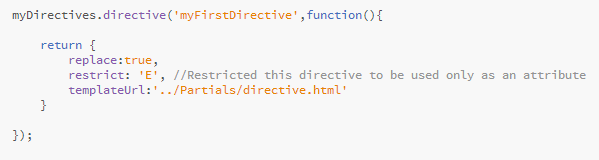 myDirectives.directive('myFirstDirective',function(){
return {
replace:true,
restrict: 'E', //Restricted this directive to be used only as an attribute
templateUrl:'../Partials/directive.html'
}
});